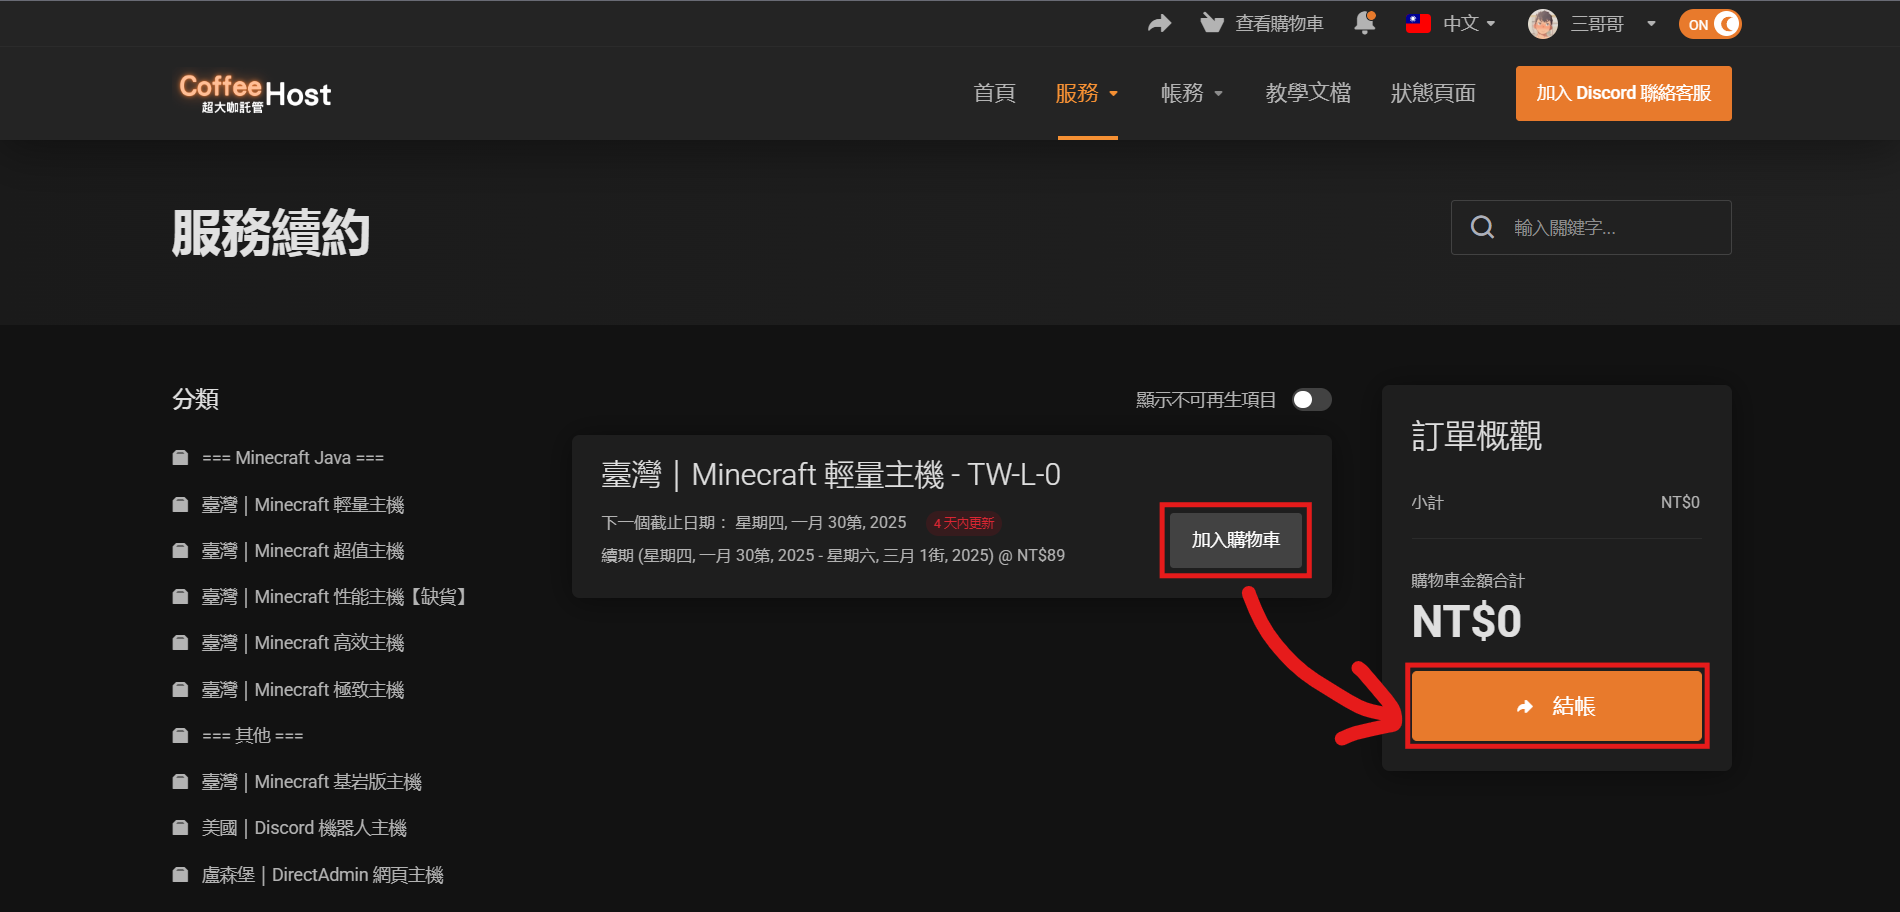 查看購物車
中文
三哥哥
ON
Coffee Host
超大咖託管
首頁
服務
帳務
教學文檔
狀態頁面
加入 Discord 聯絡客服
服務續約
輸入關鍵字...
分類
=== Minecraft Java ===
臺灣｜Minecraft 輕量主機
臺灣｜Minecraft 超值主機
臺灣｜Minecraft 性能主機【缺貨】
臺灣｜Minecraft 高效主機
臺灣｜Minecraft 極致主機
=== 其他 ===
臺灣｜Minecraft 基岩版主機
美國｜Discord 機器人主機
盧森堡｜DirectAdmin 網頁主機
顯示不可再生項目
臺灣｜Minecraft 輕量主機 - TW-L-0
下一個截止日期： 星期四, 一月 30第, 2025 4 天內更新
續期 (星期四, 一月 30第, 2025 - 星期六, 三月 1街, 2025) @ NT$89
加入購物車
訂單概觀
小計 NT$0
購物車金額合計
NT$0
結帳